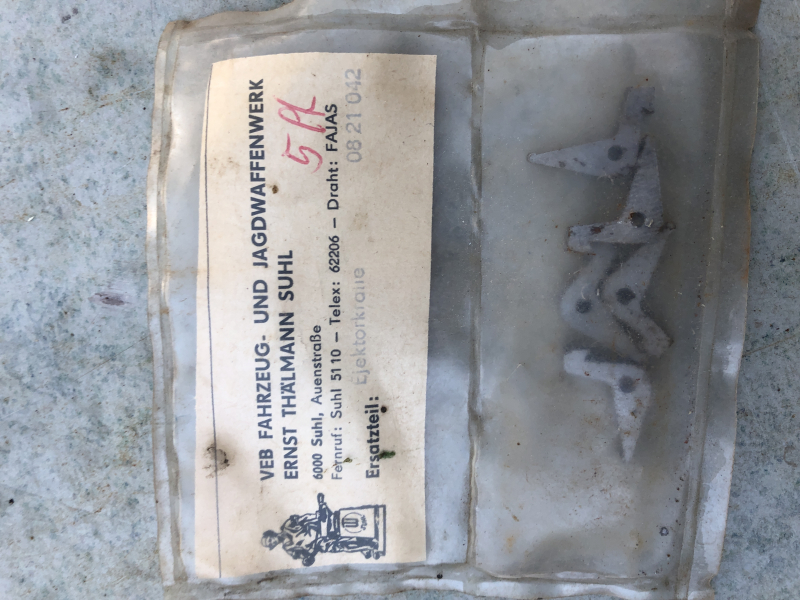 VEB FAHRZEUG- UND JAGDWAFFENWERK
ERNST THÄLMANN SUHL
5
6000 Suhl, Auenstraße
Fernruf: Suhl 51 10 — Telex: 62206 — Draht: FAJAS
Ersatzteil: Ejektorkralle 08 21 042